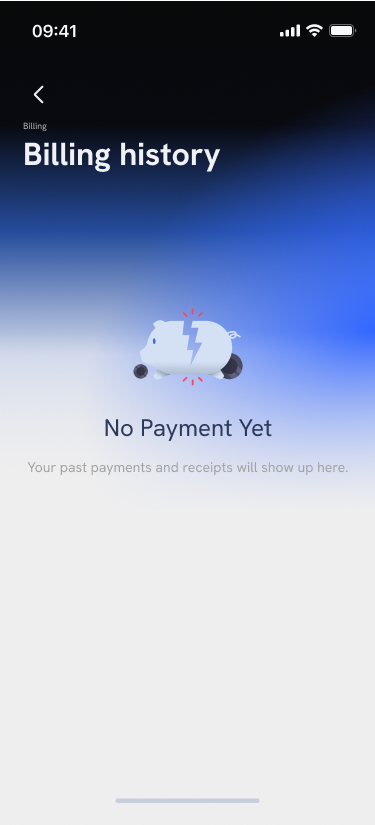 09:41
Billing
Billing history
No Payment Yet
Your past payments and receipts will show up here.